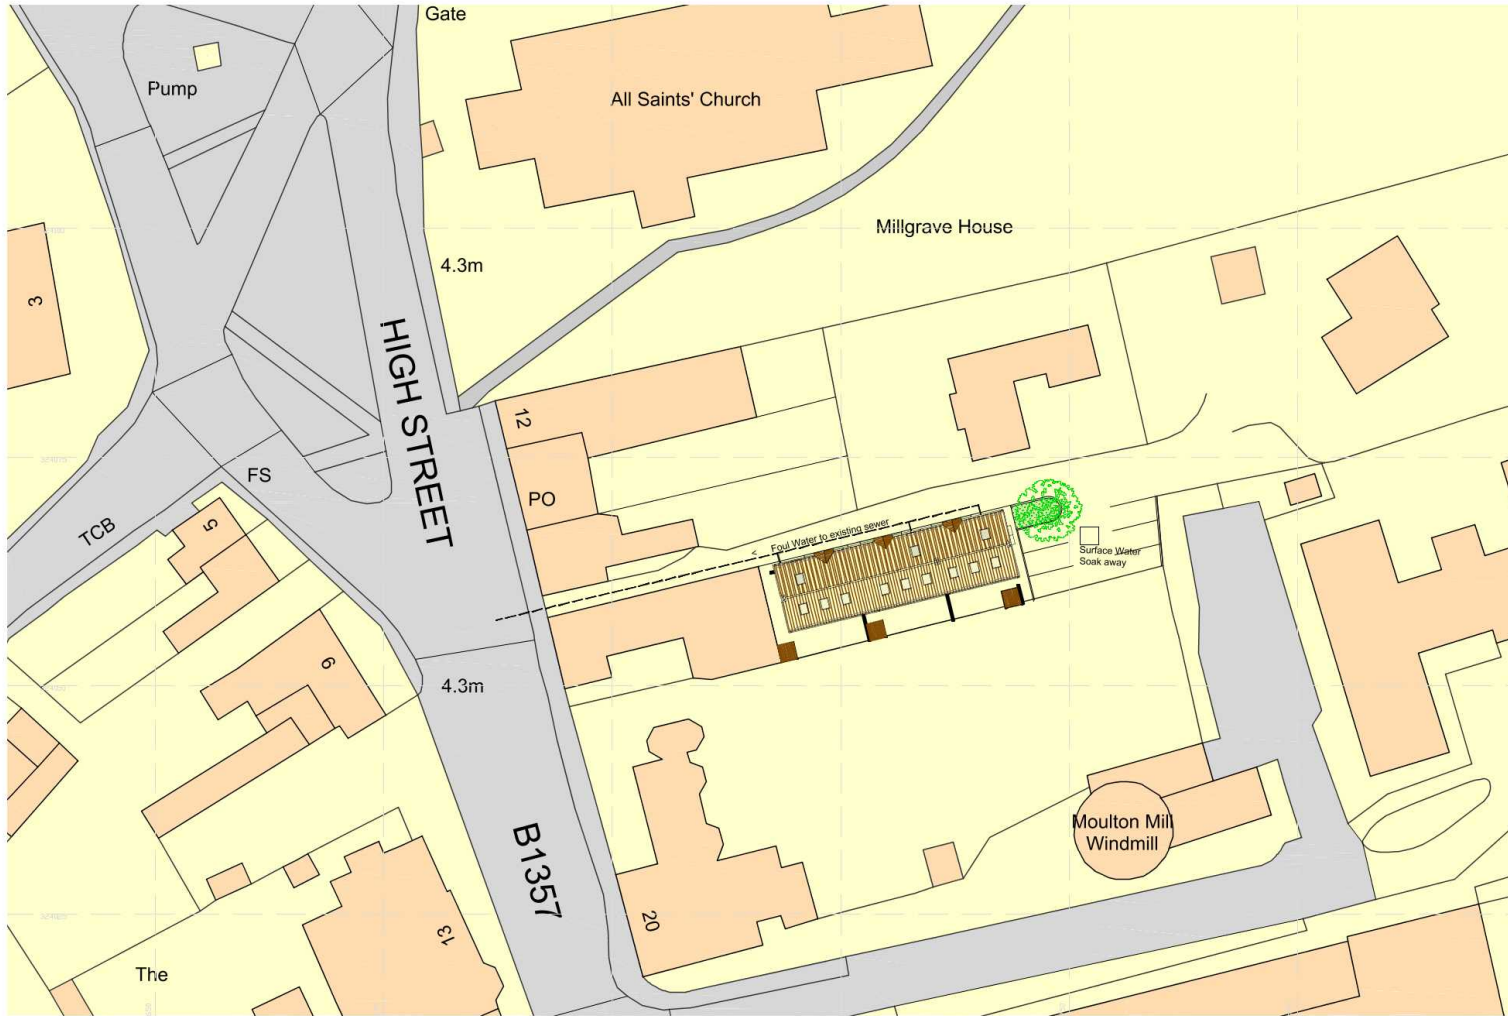 Gate
Pump
All Saints' Church
Millgrave House
4.3m
3
HIGH STREET
12
PO
FS
TCB
5
Foul Water to existing sewer
<
Surface Water
Soak away
9
4.3m
Moulton Mill
Windmill
B1357
20
13
The